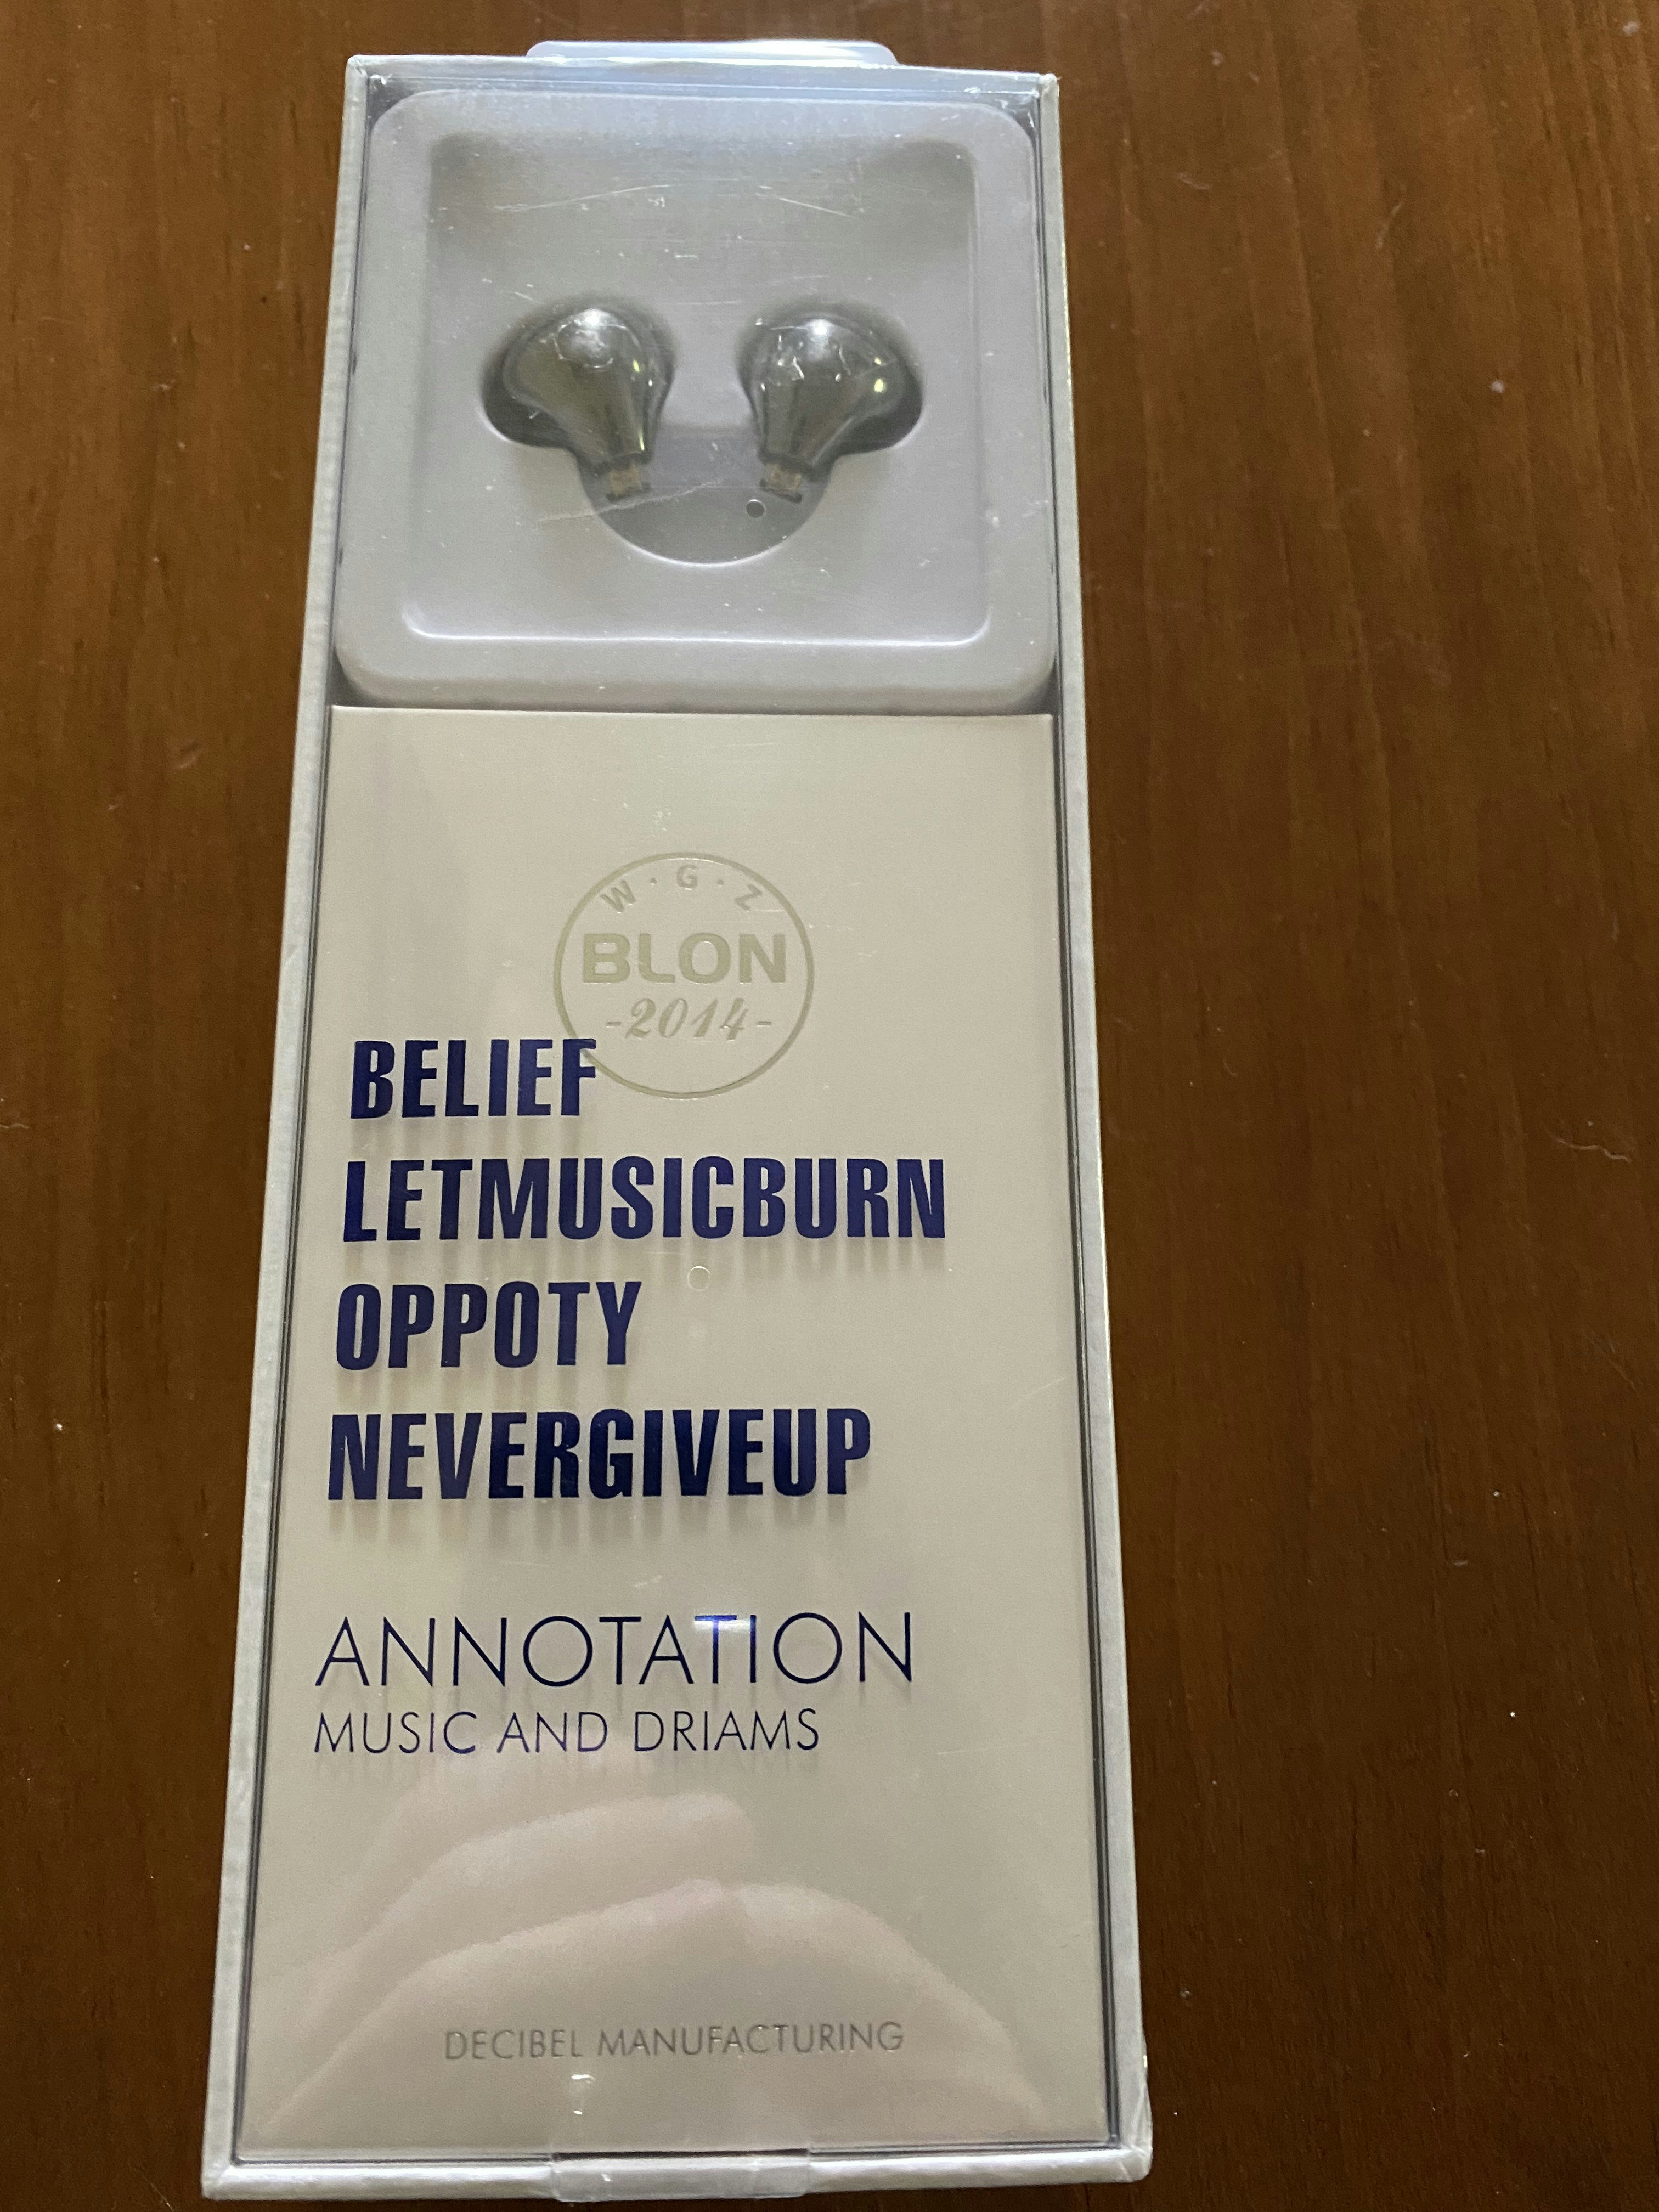 W · G · Z
BLON
-2014-
BELIEF
LETMUSICBURN
OPPOTY
NEVERGIVEUP
ANNOTATION
MUSIC AND DRIAMS
DECIBEL MANUFACTURING